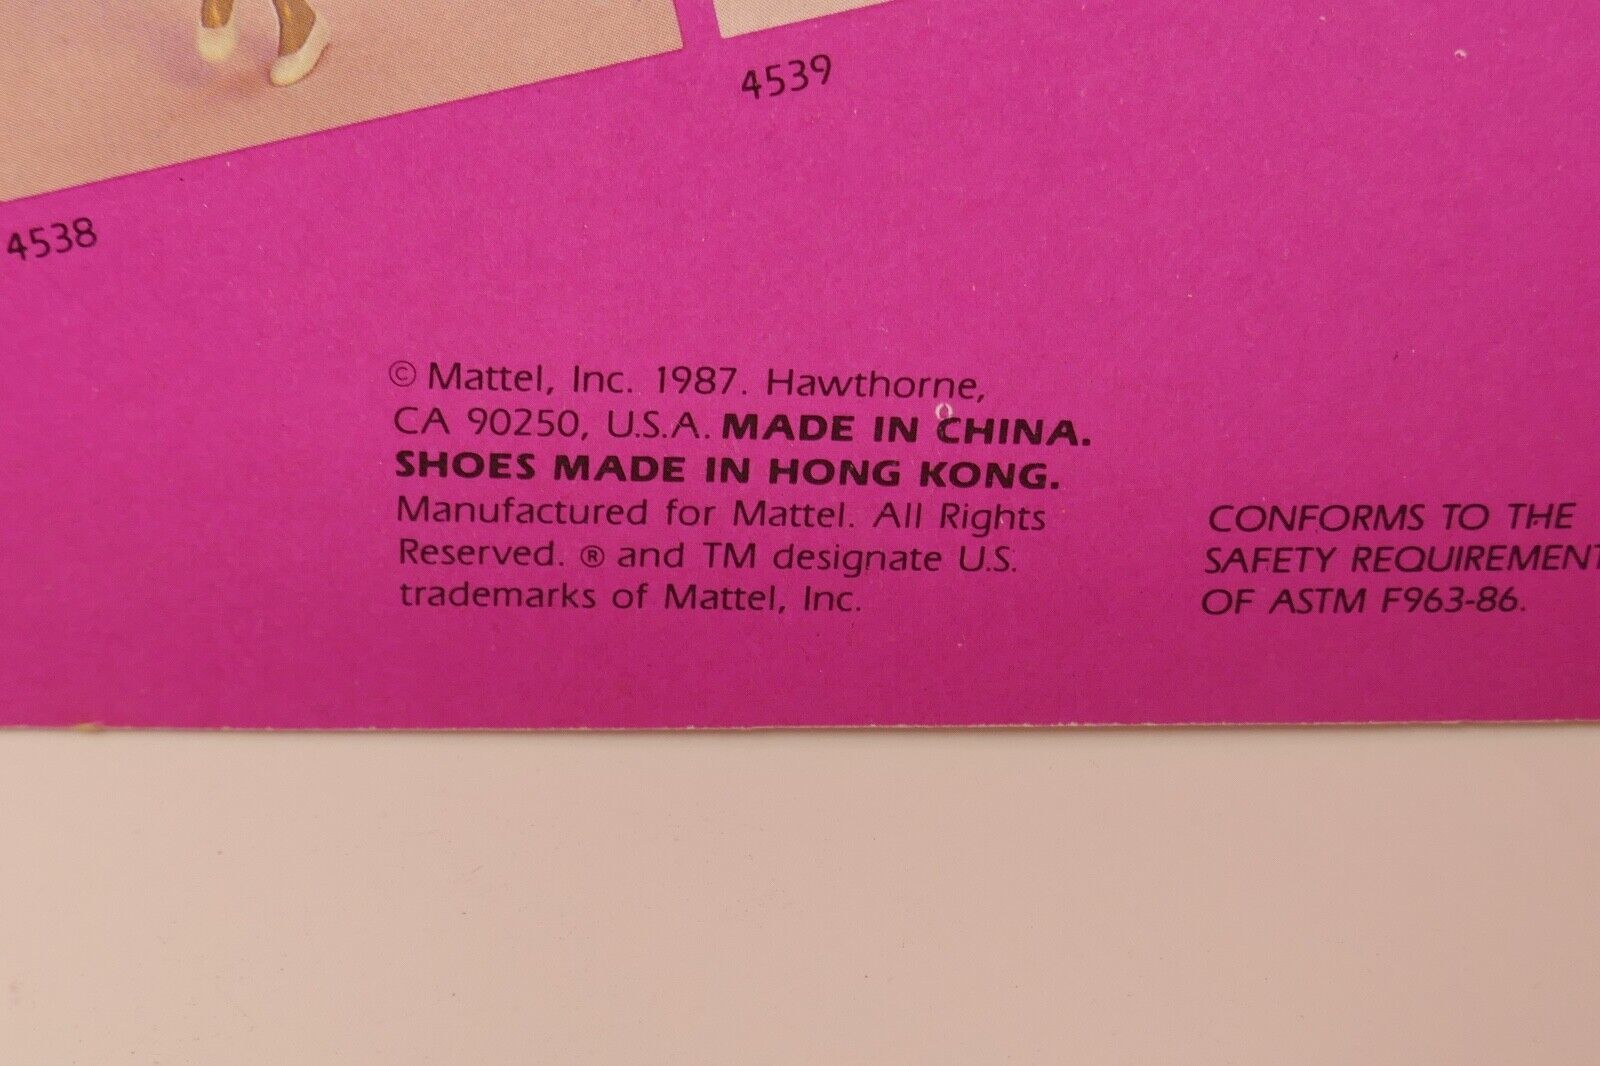 4539
4538
© Mattel, Inc. 1987. Hawthorne,
CA 90250, U.S.A. MADE IN CHINA.
SHOES MADE IN HONG KONG.
Manufactured for Mattel. All Rights
Reserved. ® and TM designate U.S.
trademarks of Mattel, Inc.
CONFORMS TO THE
SAFETY REQUIREMENT
OF ASTM F963-86.